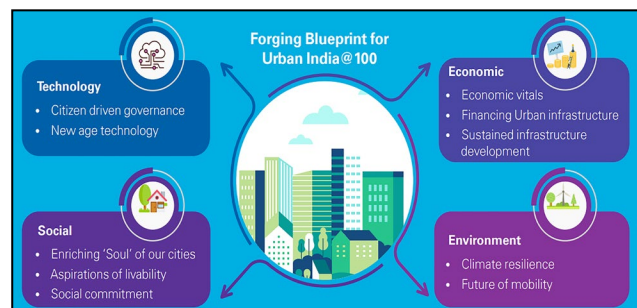 Forging Blueprint for
Urban India@100
Technology
• Citizen driven governance
• New age technology
Economic
• Economic vitals
• Financing Urban infrastructure
• Sustained infrastructure
development
Social
• Enriching ‘Soul’ of our cities
• Aspirations of livability
• Social commitment
Environment
• Climate resilience
• Future of mobility